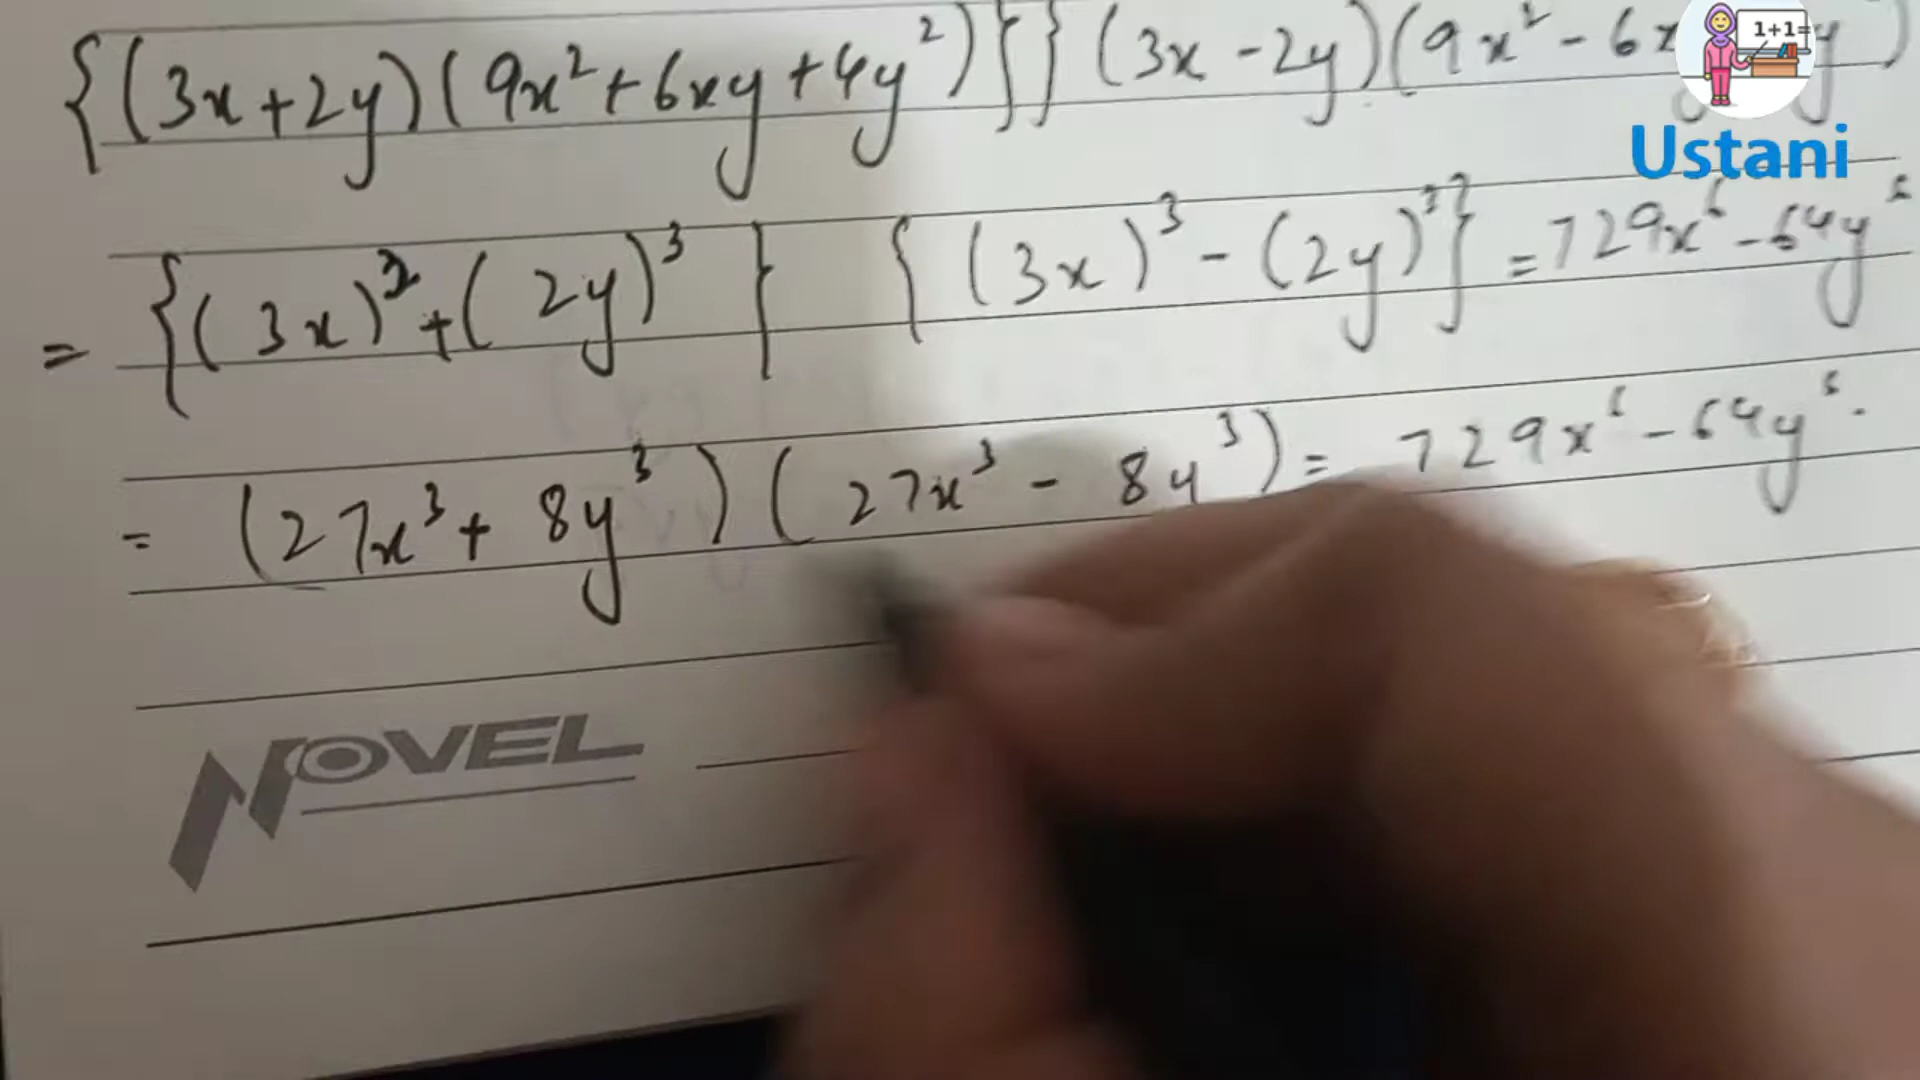 {(3x+2y)(9x²+6xy+4y²)}} (3x-2y)(9x²-6x y)
1+1=
Ustani
= {(3x)³+(2y)³} {(3x)³-(2y)³} = 729x⁶-64y⁶
= (27x³+8y³)(27x³-8y³) = 729x⁶-64y⁶.
NOVEL